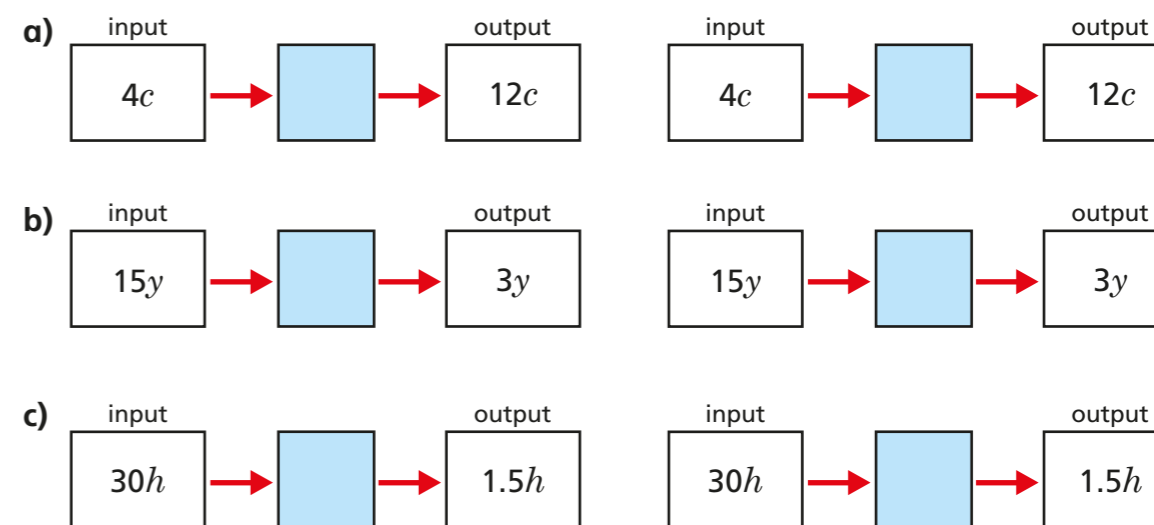 a) input output input output
4c 12c 4c 12c
b) input output input output
15y 3y 15y 3y
c) input output input output
30h 1.5h 30h 1.5h